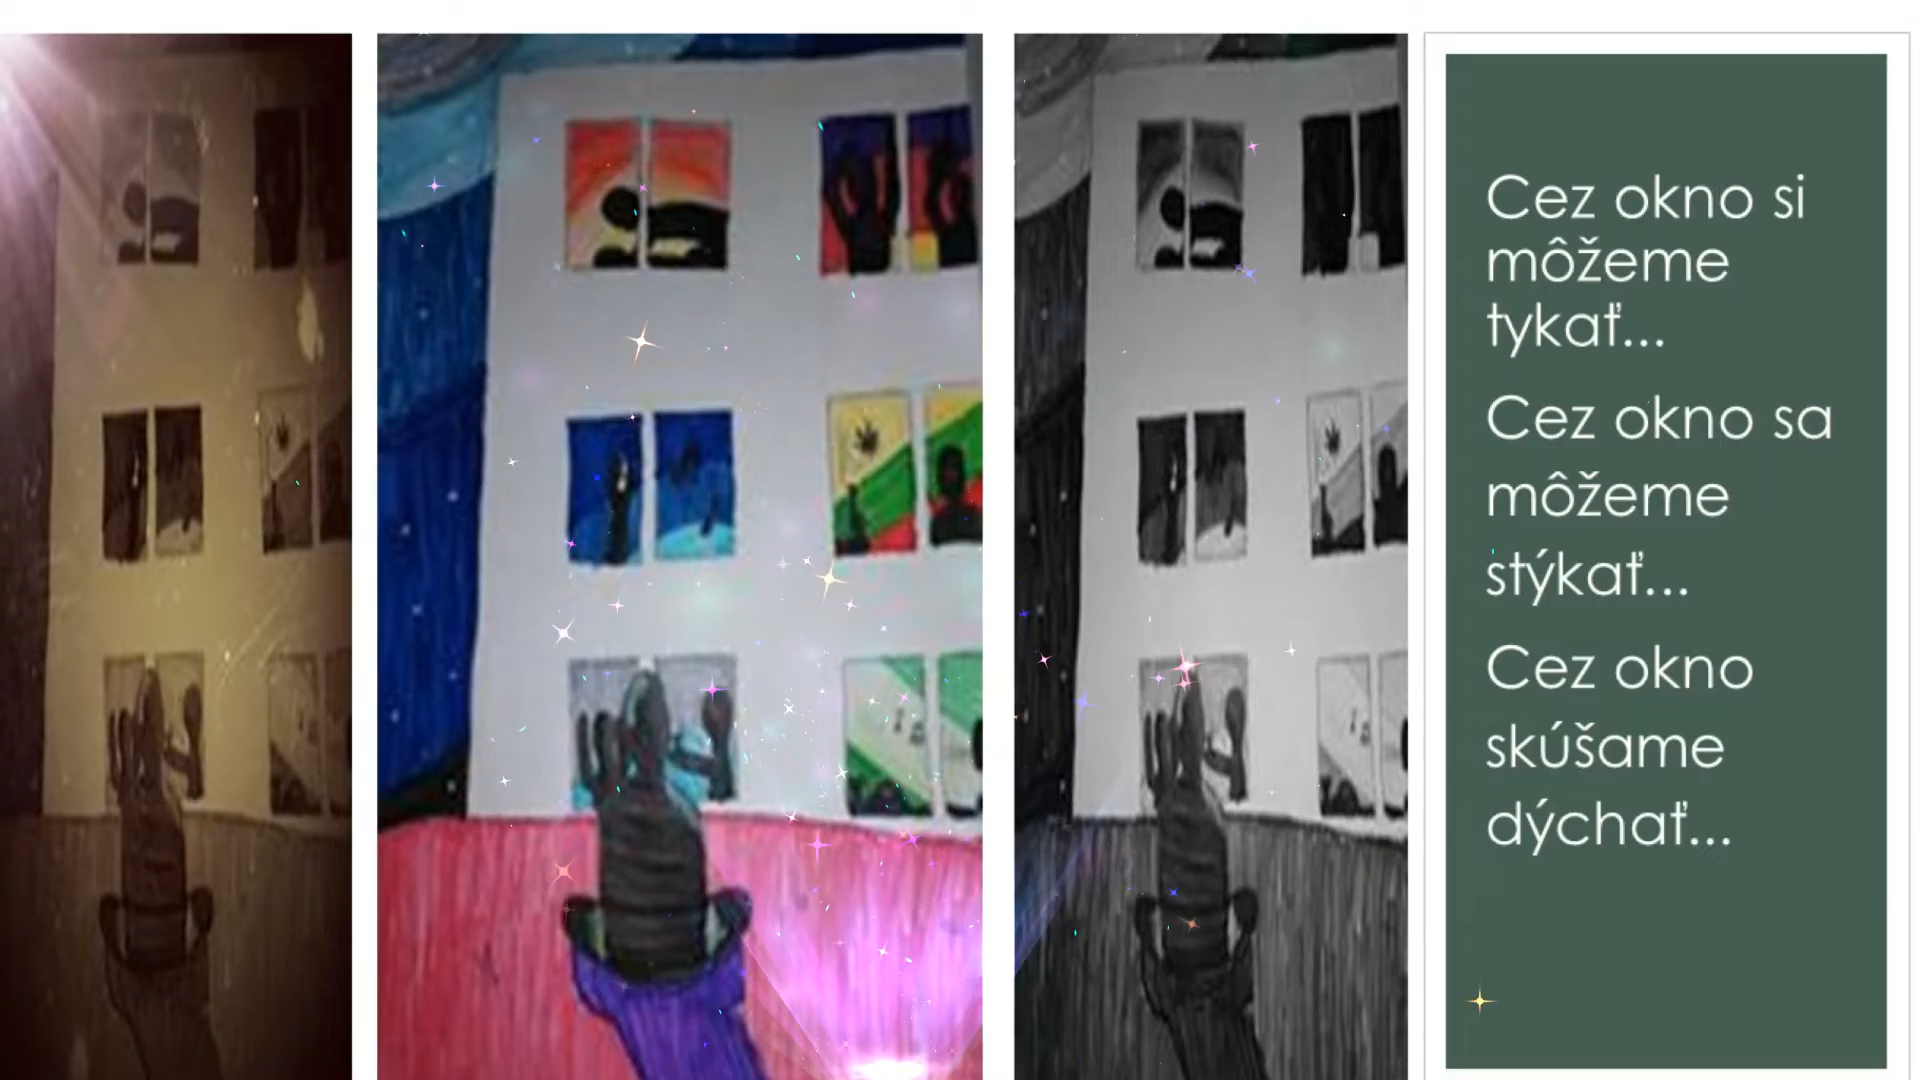 Cez okno si
môžeme
tykať...
Cez okno sa
môžeme
stýkať...
Cez okno
skúšame
dýchať...